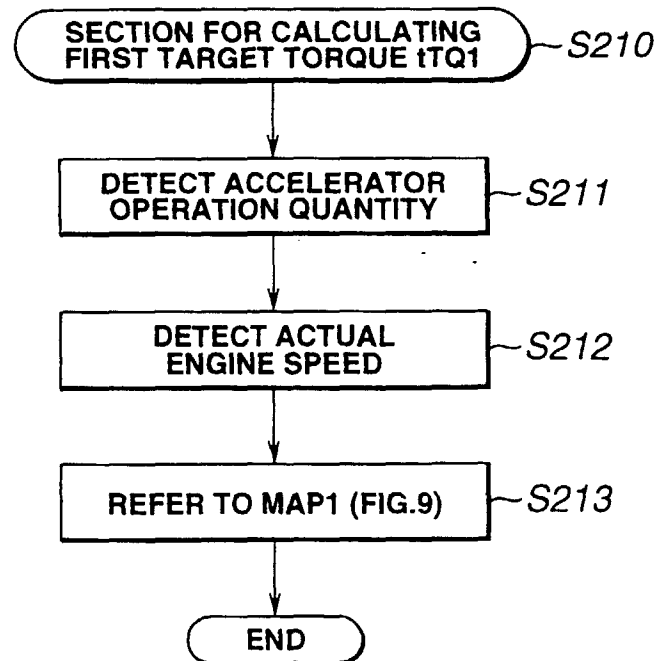 SECTION FOR CALCULATING
FIRST TARGET TORQUE tTQ1
S210
DETECT ACCELERATOR
OPERATION QUANTITY
S211
DETECT ACTUAL
ENGINE SPEED
S212
REFER TO MAP1 (FIG.9)
S213
END